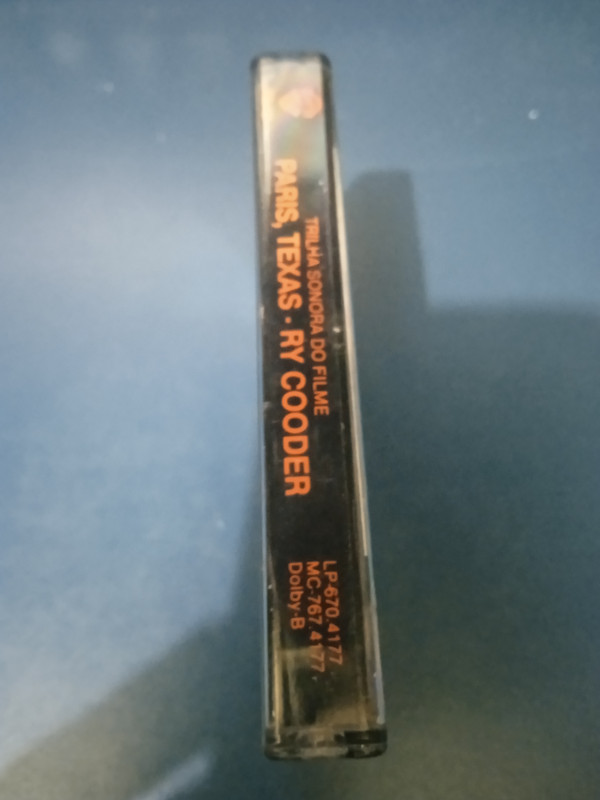 TRILHA SONORA DO FILME
PARIS, TEXAS · RY COODER
LP-670.4177
MC-767.4177.
Dolby-B